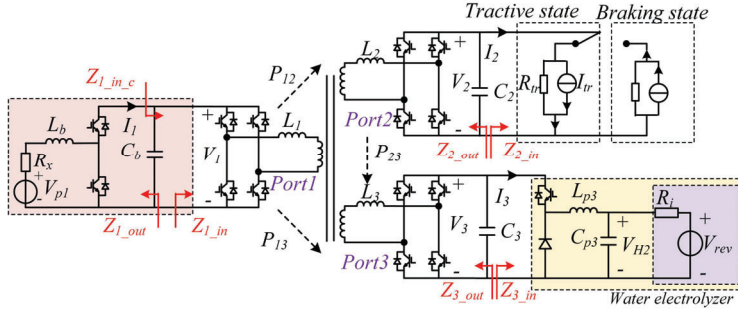 Tractive state
Braking state
L2
I2
P12
V2
C2
Rtr
Itr
Port2
Z2_out
Z2_in
Z1_in_c
Lb
I1
Rx
Cb
Vp1
V1
L1
Port1
Z1_out
Z1_in
P23
P13
L3
I3
V3
C3
Port3
Z3_out
Z3_in
Lp3
Cp3
VH2
Ri
Vrev
Water electrolyzer
+
-
+
-
+
-
+
-
+
-
+
-